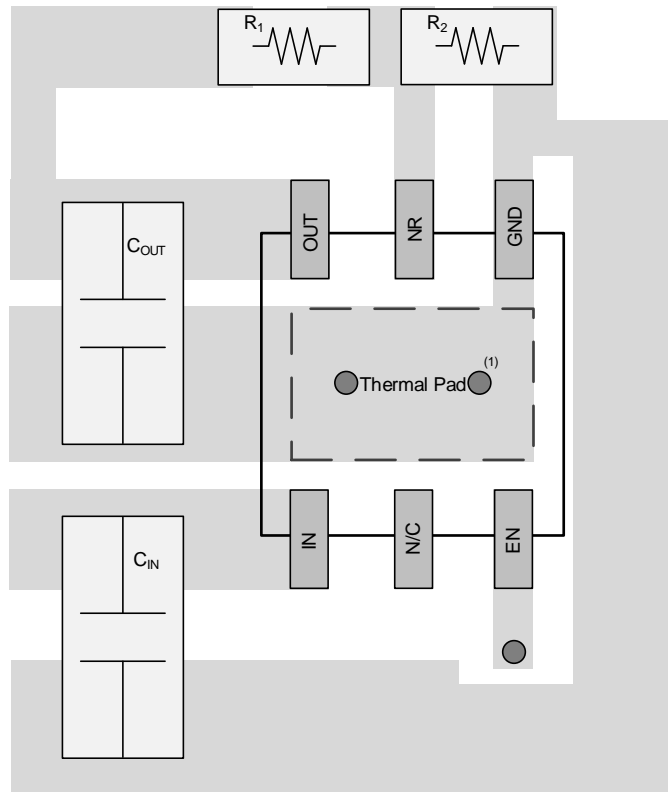 R1
R2
OUT
NR
GND
COUT
Thermal Pad
(1)
IN
N/C
EN
CIN